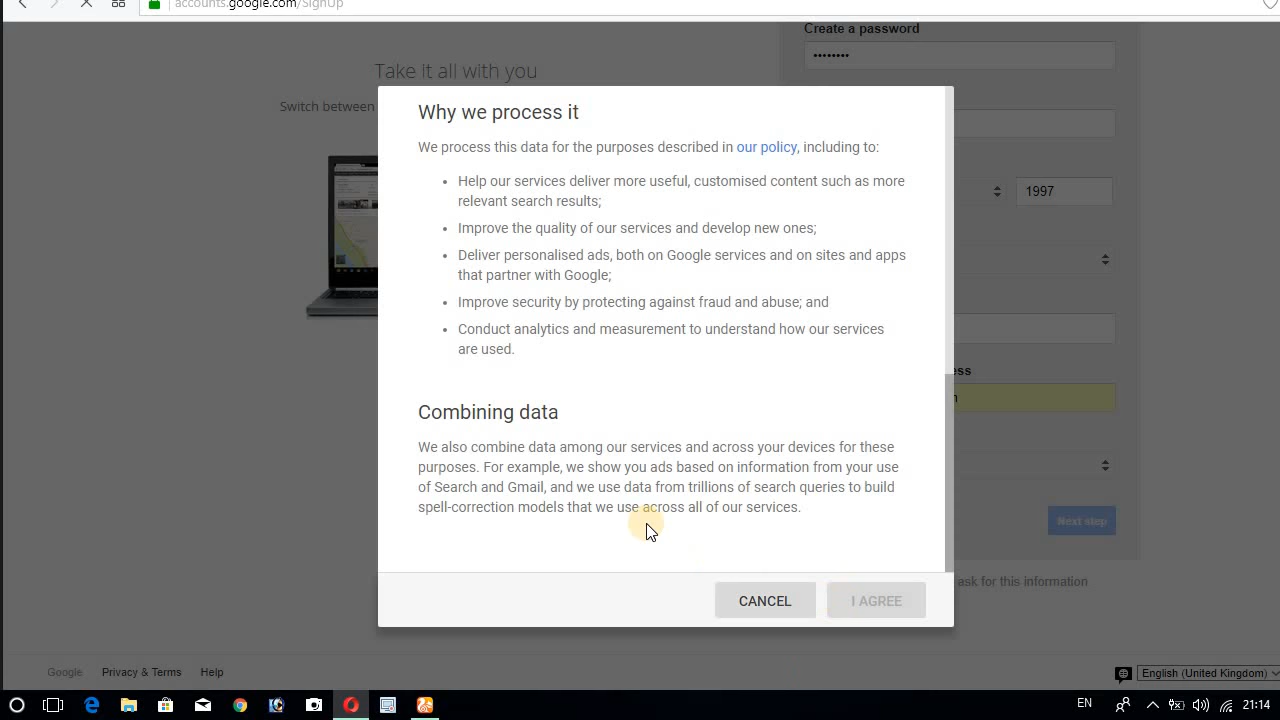 accounts.google.com/SignUp
Create a password
Take it all with you
Switch between
Why we process it
We process this data for the purposes described in our policy, including to:
• Help our services deliver more useful, customised content such as more
relevant search results;
• Improve the quality of our services and develop new ones;
• Deliver personalised ads, both on Google services and on sites and apps
that partner with Google;
• Improve security by protecting against fraud and abuse; and
• Conduct analytics and measurement to understand how our services
are used.
1997
Combining data
We also combine data among our services and across your devices for these
purposes. For example, we show you ads based on information from your use
of Search and Gmail, and we use data from trillions of search queries to build
spell-correction models that we use across all of our services.
Next step
ask for this information
CANCEL
I AGREE
Google Privacy & Terms Help
English (United Kingdom)
EN
21:14